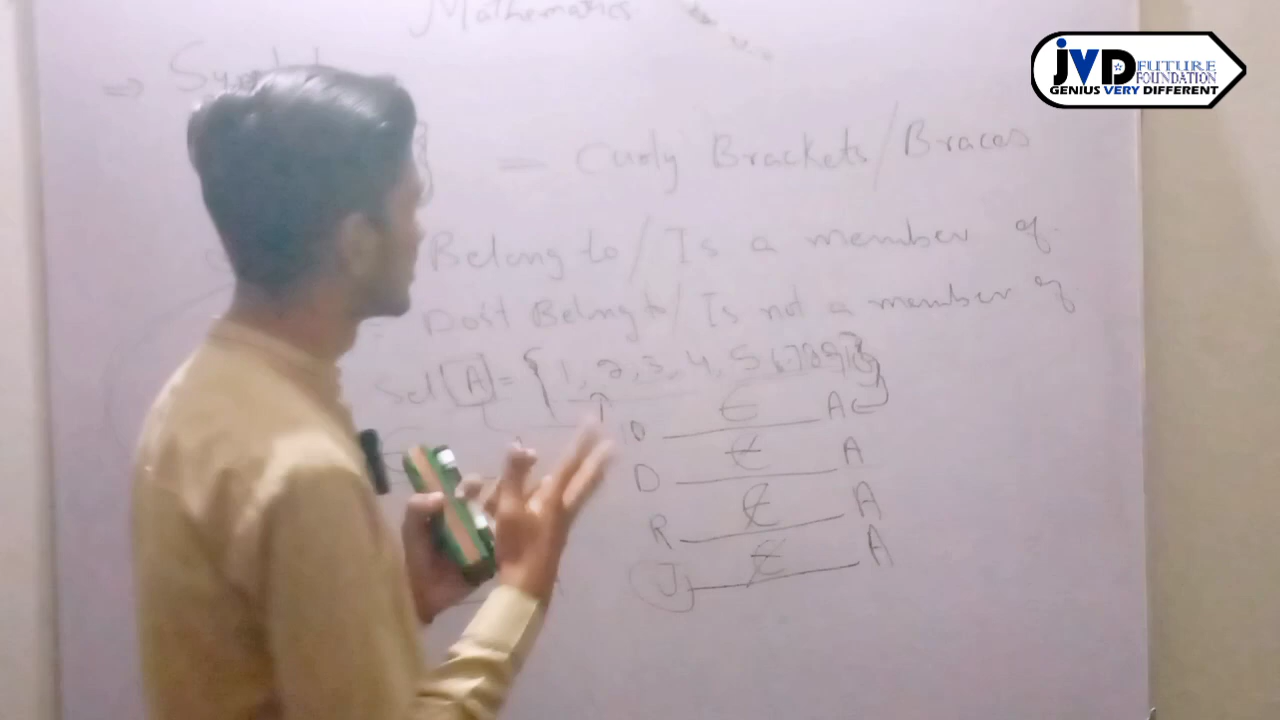 Mathematics
JVD FUTURE
FOUNDATION
GENIUS VERY DIFFERENT
⇒
} = Curly Brackets/Braces
Belong to/ Is a member of
= Dost Belong to/ Is not a member of
Set [A] = { 1, 2, 3, 4, 5 6 7 8 9 10 }
10 ∈ A
D ∉ A
R ∉ A
J ∉ A